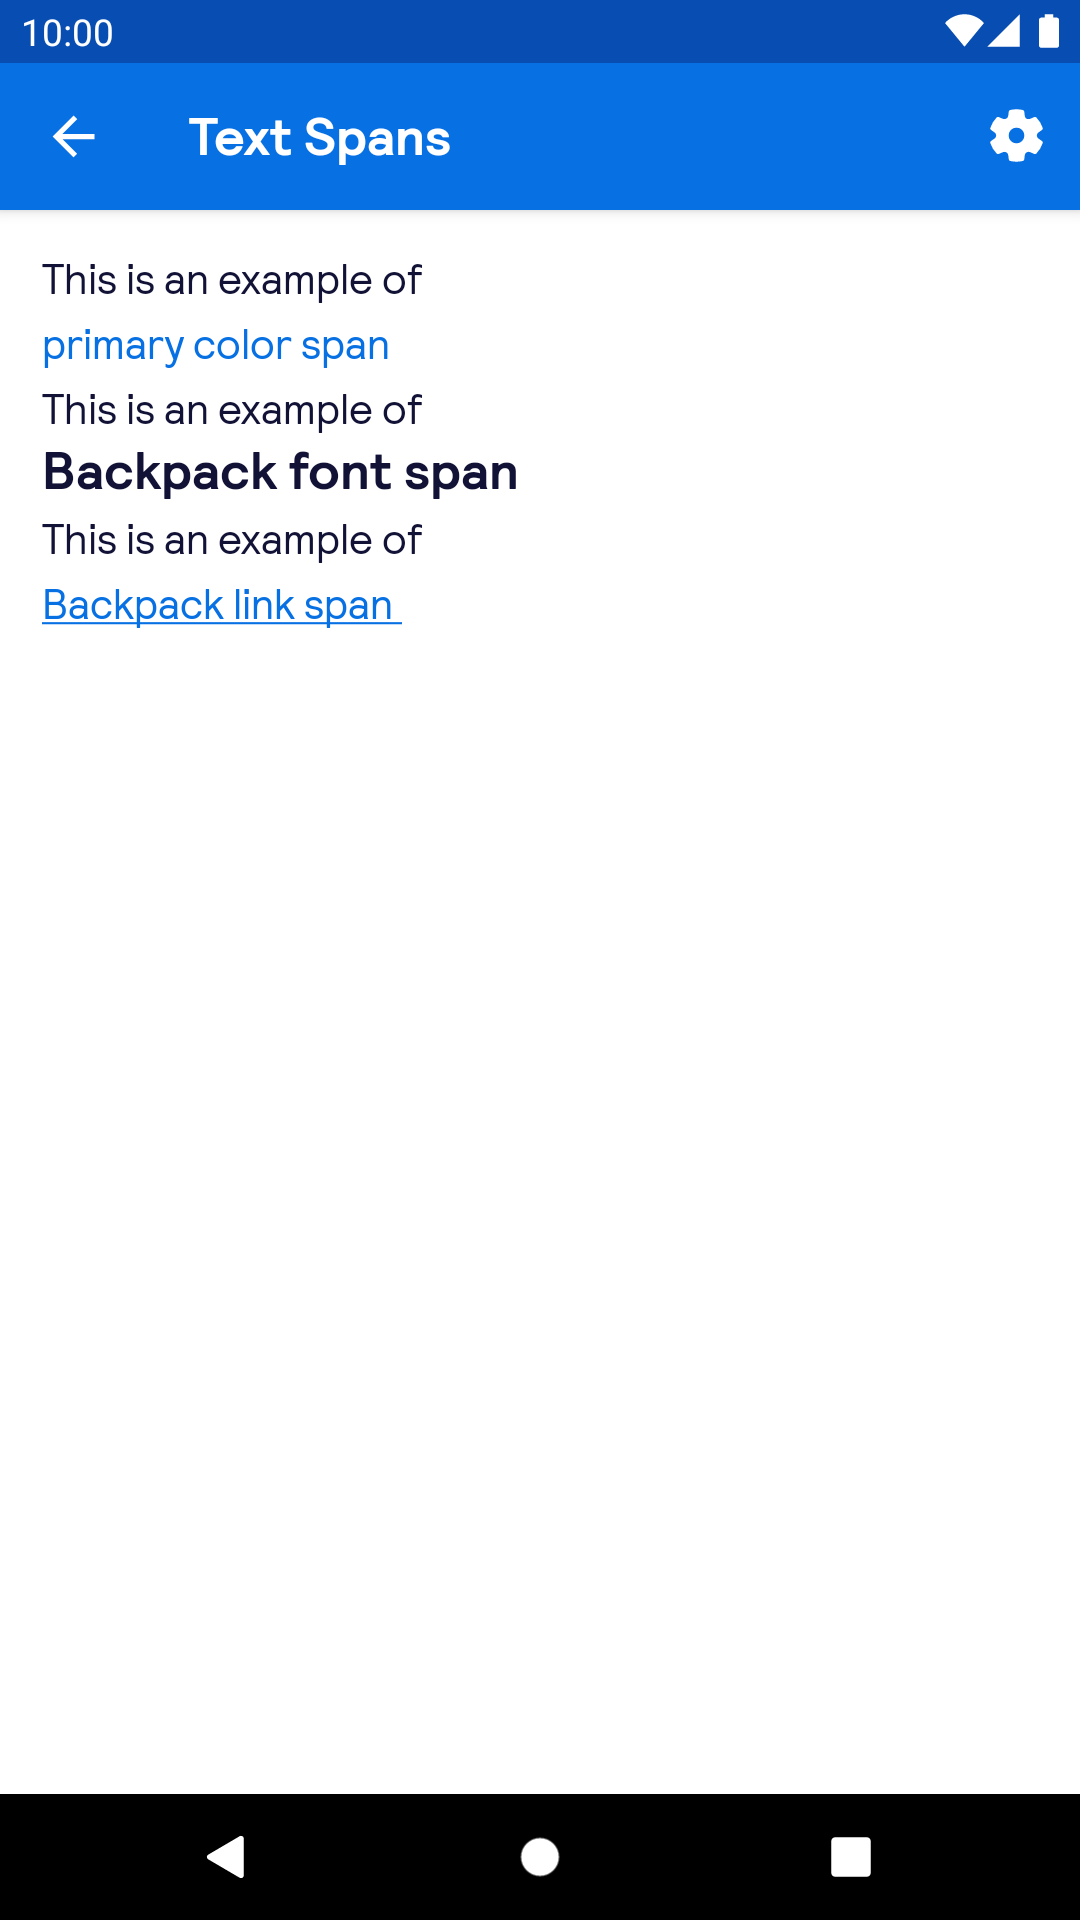 10:00
Text Spans
This is an example of
primary color span
This is an example of
Backpack font span
This is an example of
Backpack link span